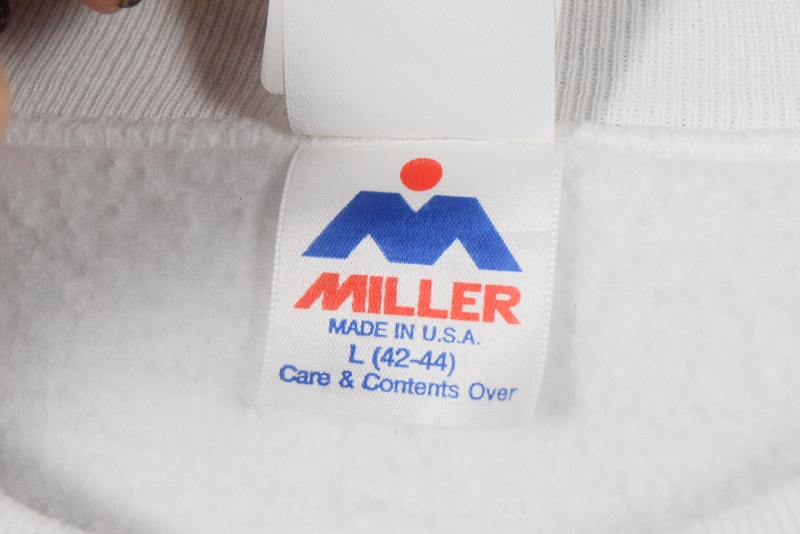 MILLER
MADE IN U.S.A.
L (42-44)
Care & Contents Over